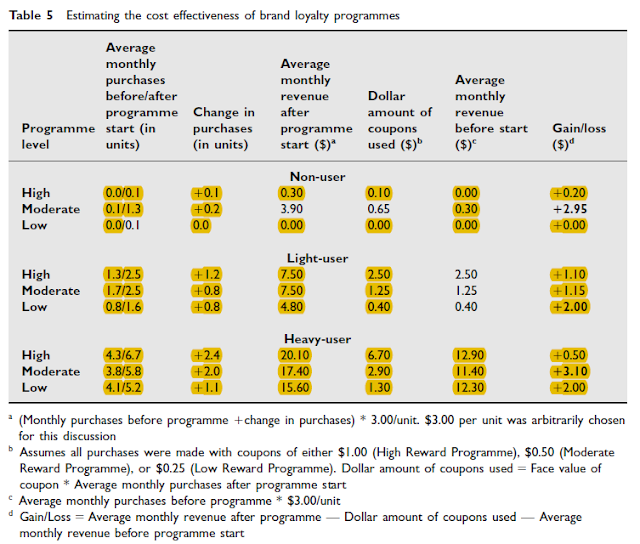 Table 5 Estimating the cost effectiveness of brand loyalty programmes
Programme level | Average monthly purchases before/after programme start (in units) | Change in purchases (in units) | Average monthly revenue after programme start ($)a | Dollar amount of coupons used ($)b | Average monthly revenue before start ($)c | Gain/loss ($)d
Non-user
High 0.0/0.1 +0.1 0.30 0.10 0.00 +0.20
Moderate 0.1/1.3 +0.2 3.90 0.65 0.30 +2.95
Low 0.0/0.1 0.0 0.00 0.00 0.00 +0.00
Light-user
High 1.3/2.5 +1.2 7.50 2.50 2.50 +1.10
Moderate 1.7/2.5 +0.8 7.50 1.25 1.25 +1.15
Low 0.8/1.6 +0.8 4.80 0.40 0.40 +2.00
Heavy-user
High 4.3/6.7 +2.4 20.10 6.70 12.90 +0.50
Moderate 3.8/5.8 +2.0 17.40 2.90 11.40 +3.10
Low 4.1/5.2 +1.1 15.60 1.30 12.30 +2.00
a (Monthly purchases before programme +change in purchases) * 3.00/unit. $3.00 per unit was arbitrarily chosen
for this discussion
b Assumes all purchases were made with coupons of either $1.00 (High Reward Programme), $0.50 (Moderate
Reward Programme), or $0.25 (Low Reward Programme). Dollar amount of coupons used = Face value of
coupon * Average monthly purchases after programme start
c Average monthly purchases before programme * $3.00/unit
d Gain/Loss = Average monthly revenue after programme — Dollar amount of coupons used — Average
monthly revenue before programme start